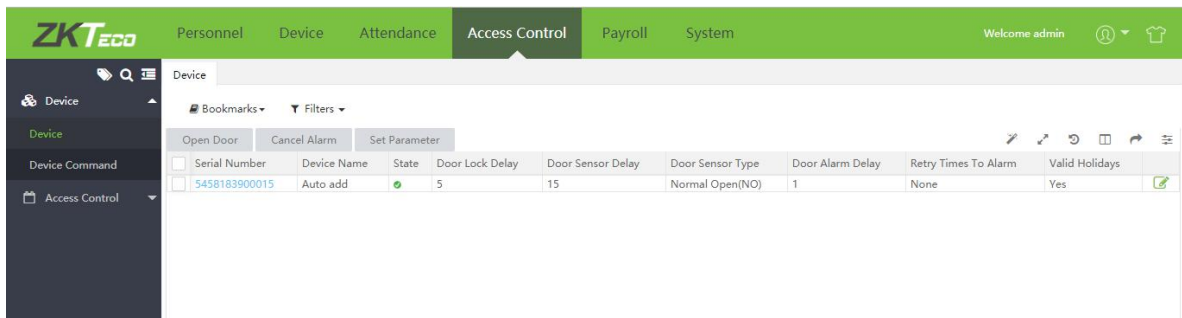 ZKTeco
Personnel Device Attendance Access Control Payroll System Welcome admin
Device
Device
Bookmarks Filters
Device
Open Door Cancel Alarm Set Parameter
Device Command
Serial Number Device Name State Door Lock Delay Door Sensor Delay Door Sensor Type Door Alarm Delay Retry Times To Alarm Valid Holidays
5458183900015 Auto add 5 15 Normal Open(NO) 1 None Yes
Access Control